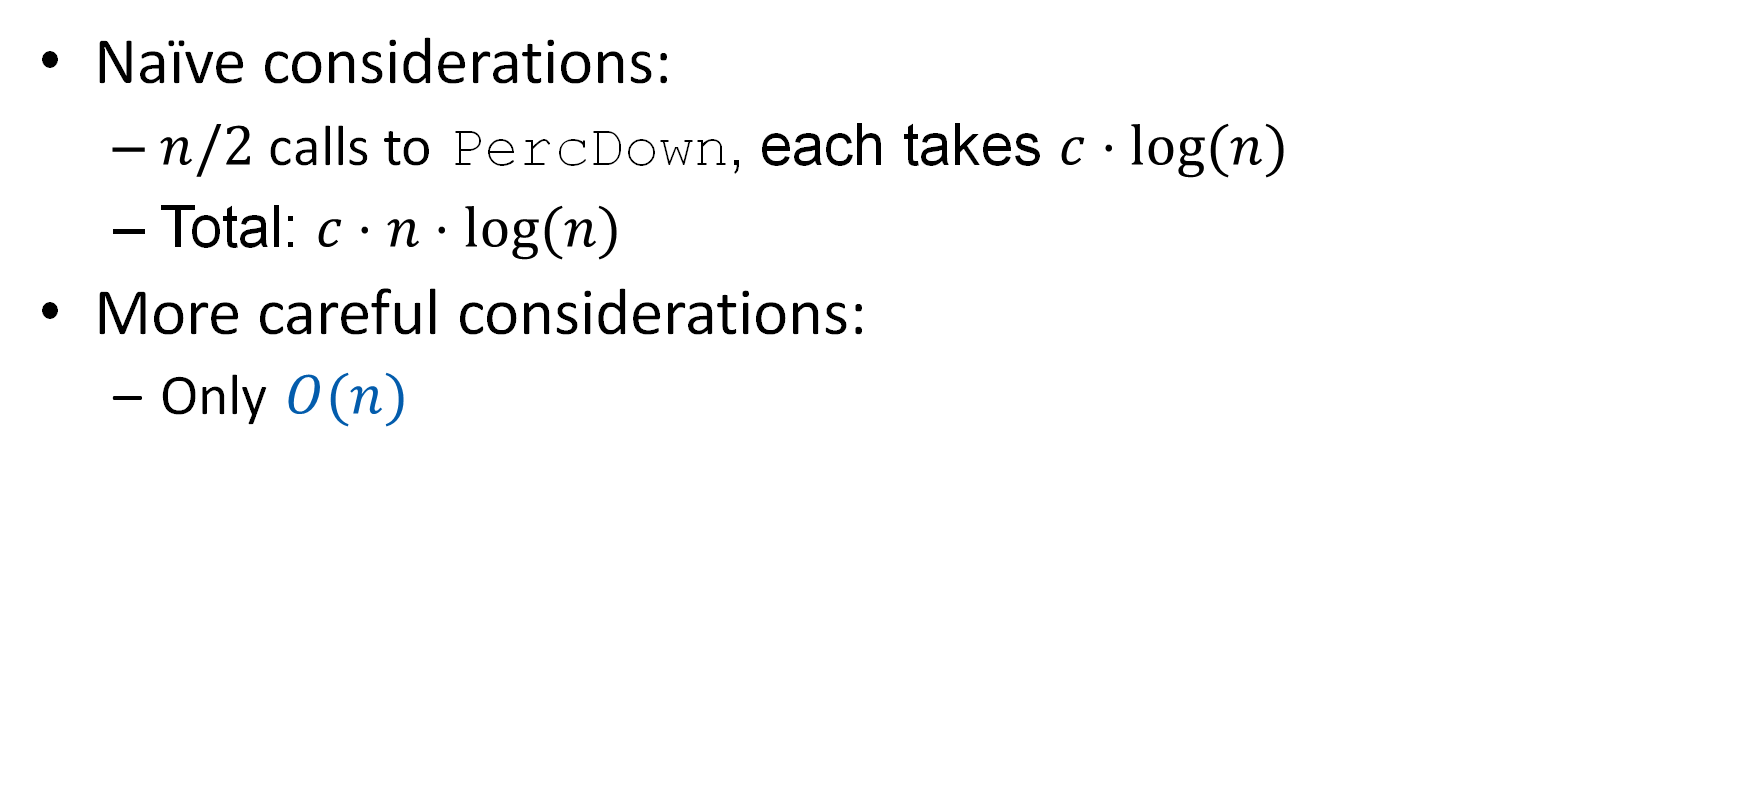 • Naïve considerations:
– n/2 calls to PercDown, each takes c · log(n)
– Total: c · n · log(n)
• More careful considerations:
– Only O(n)